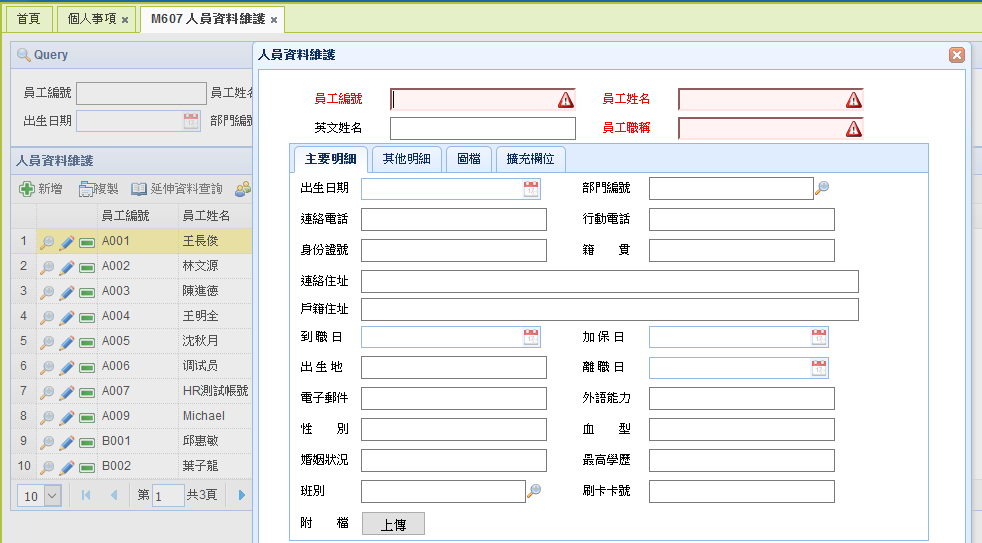 首頁 個人事項 × M607 人員資料維護 ×
Query
員工編號 員工姓名
出生日期 部門編號
人員資料維護
新增 複製 延伸資料查詢
員工編號 員工姓名
1 A001 王長俊
2 A002 林文源
3 A003 陳進德
4 A004 王明全
5 A005 沈秋月
6 A006 调试员
7 A007 HR測試帳號
8 A009 Michael
9 B001 邱惠敏
10 B002 葉子龍
10 第 1 共3頁
人員資料維護
員工編號 員工姓名
英文姓名 員工職稱
主要明細 其他明細 圖檔 擴充欄位
出生日期 部門編號
連絡電話 行動電話
身份證號 籍 貫
連絡住址
戶籍住址
到 職 日 加 保 日
出 生 地 離 職 日
電子郵件 外語能力
性 別 血 型
婚姻狀況 最高學歷
班別 刷卡卡號
附 檔 上傳